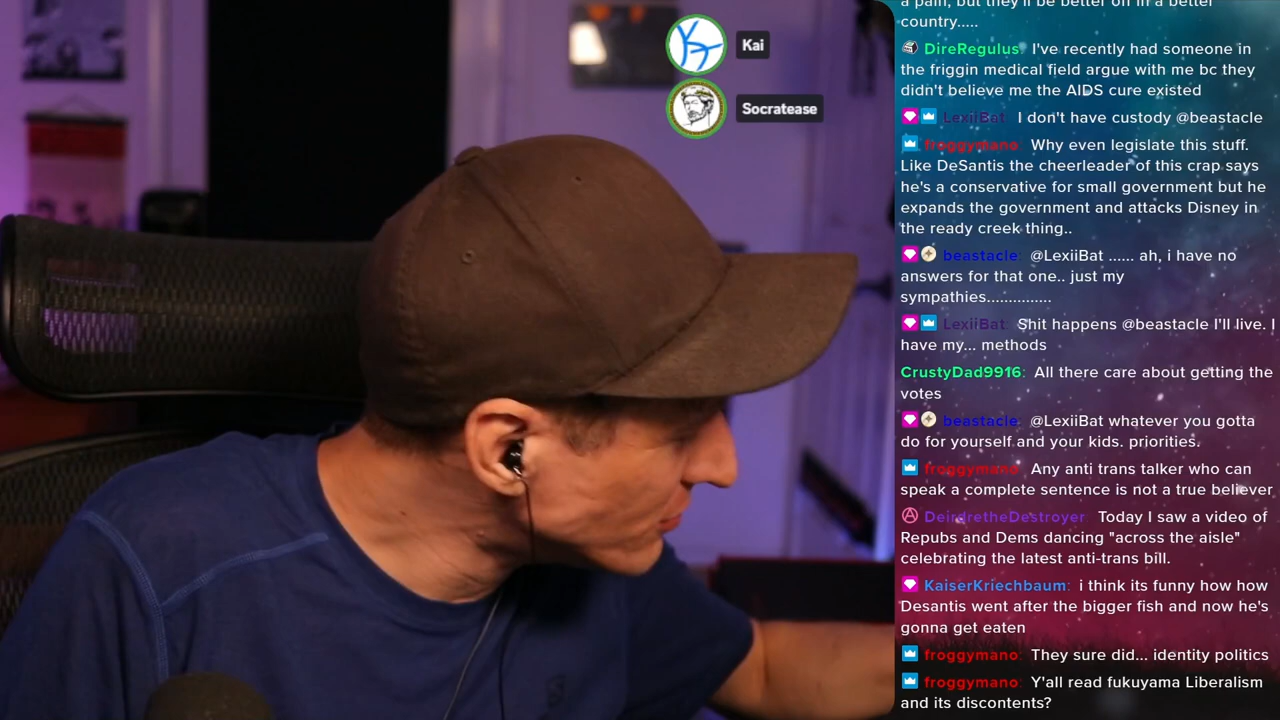 Kai
Socratease
a pain, but they'll be better off in a better
country.....
DireRegulus: I've recently had someone in
the friggin medical field argue with me bc they
didn't believe me the AIDS cure existed
LexiiBat: I don't have custody @beastacle
froggymano: Why even legislate this stuff.
Like DeSantis the cheerleader of this crap says
he's a conservative for small government but he
expands the government and attacks Disney in
the ready creek thing..
beastacle: @LexiiBat ...... ah, i have no
answers for that one.. just my
sympathies...............
LexiiBat: Shit happens @beastacle I'll live. I
have my... methods
CrustyDad9916: All there care about getting the
votes
beastacle: @LexiiBat whatever you gotta
do for yourself and your kids. priorities.
froggymano: Any anti trans talker who can
speak a complete sentence is not a true believer
DeirdretheDestroyer: Today I saw a video of
Repubs and Dems dancing "across the aisle"
celebrating the latest anti-trans bill.
KaiserKriechbaum: i think its funny how how
Desantis went after the bigger fish and now he's
gonna get eaten
froggymano: They sure did... identity politics
froggymano: Y'all read fukuyama Liberalism
and its discontents?